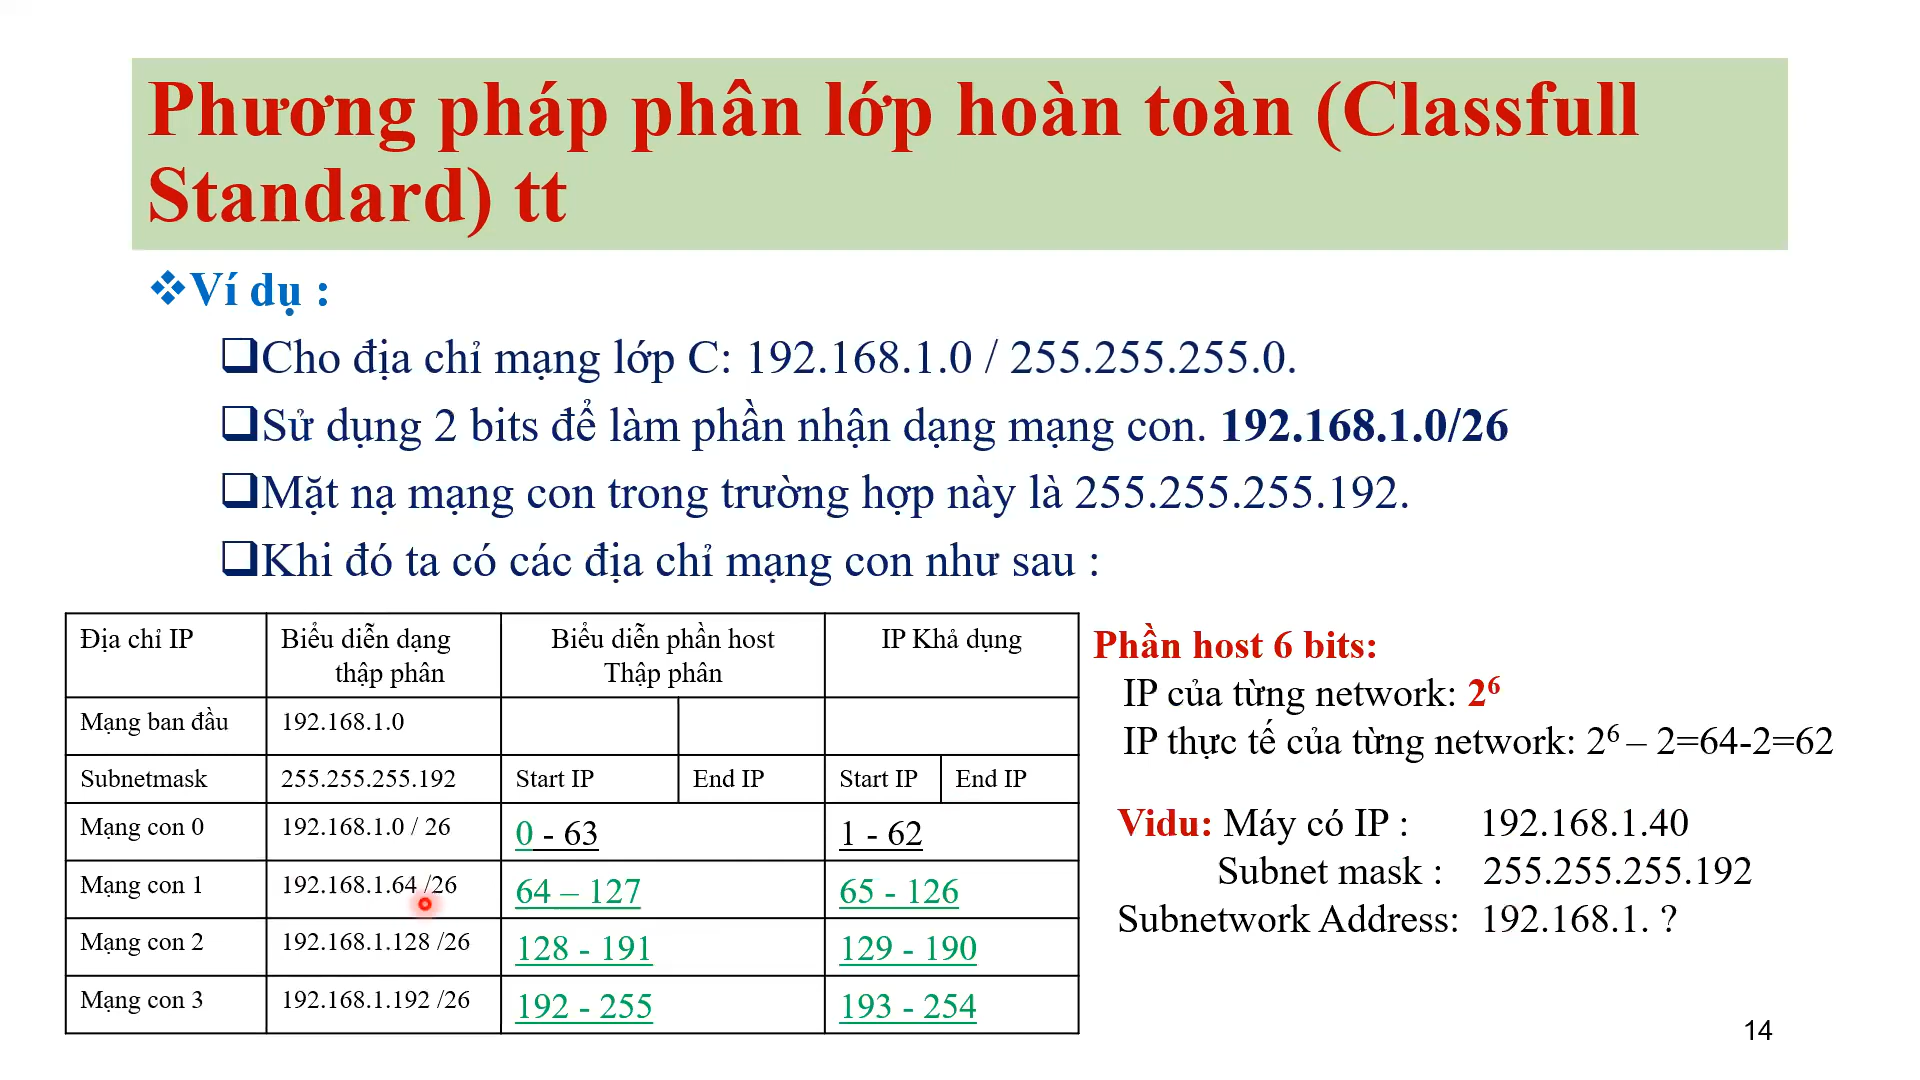 Phương pháp phân lớp hoàn toàn (Classfull
Standard) tt
Ví dụ :
Cho địa chỉ mạng lớp C: 192.168.1.0 / 255.255.255.0.
Sử dụng 2 bits để làm phần nhận dạng mạng con. 192.168.1.0/26
Mặt nạ mạng con trong trường hợp này là 255.255.255.192.
Khi đó ta có các địa chỉ mạng con như sau :
Địa chỉ IP
Biểu diễn dạng
thập phân
Biểu diễn phần host
Thập phân
IP Khả dụng
Mạng ban đầu
192.168.1.0
Subnetmask
255.255.255.192
Start IP
End IP
Start IP
End IP
Mạng con 0
192.168.1.0 / 26
0 - 63
1 - 62
Mạng con 1
192.168.1.64 /26
64 – 127
65 - 126
Mạng con 2
192.168.1.128 /26
128 - 191
129 - 190
Mạng con 3
192.168.1.192 /26
192 - 255
193 - 254
Phần host 6 bits:
IP của từng network: 2⁶
IP thực tế của từng network: 2⁶ – 2=64-2=62
Vidu: Máy có IP : 192.168.1.40
Subnet mask : 255.255.255.192
Subnetwork Address: 192.168.1. ?
14